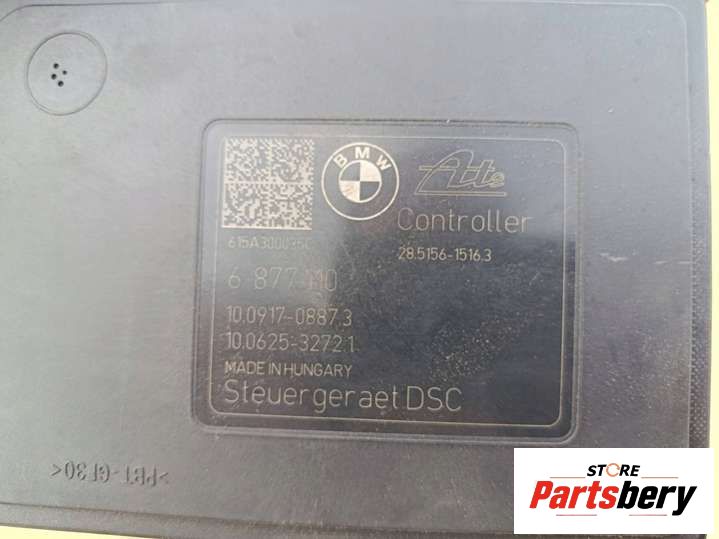 BMW
Ate
Controller
28.5156-1516.3
6 877 110
10.0917-0887.3
10.0625-3272.1
MADE IN HUNGARY
Steuergeraet DSC
>PBT-GF30<
STORE
Partsbery